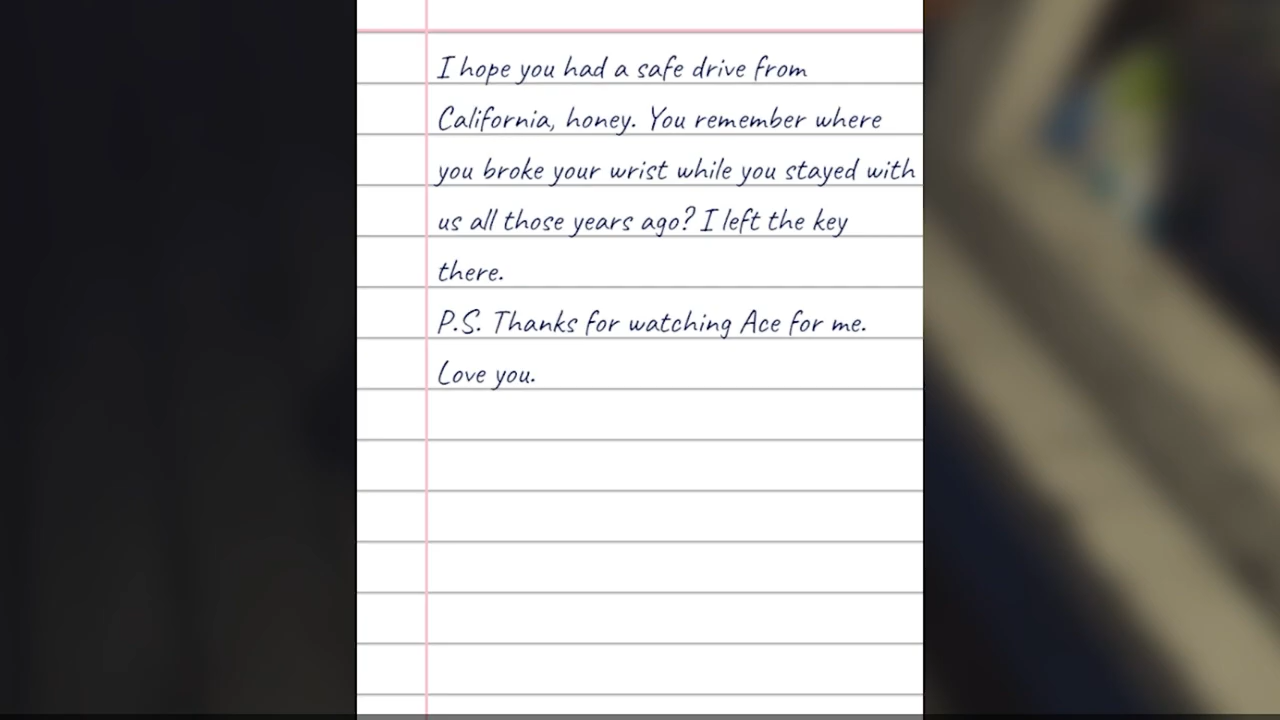 I hope you had a safe drive from
California, honey. You remember where
you broke your wrist while you stayed with
us all those years ago? I left the key
there.
P.S. Thanks for watching Ace for me.
Love you.